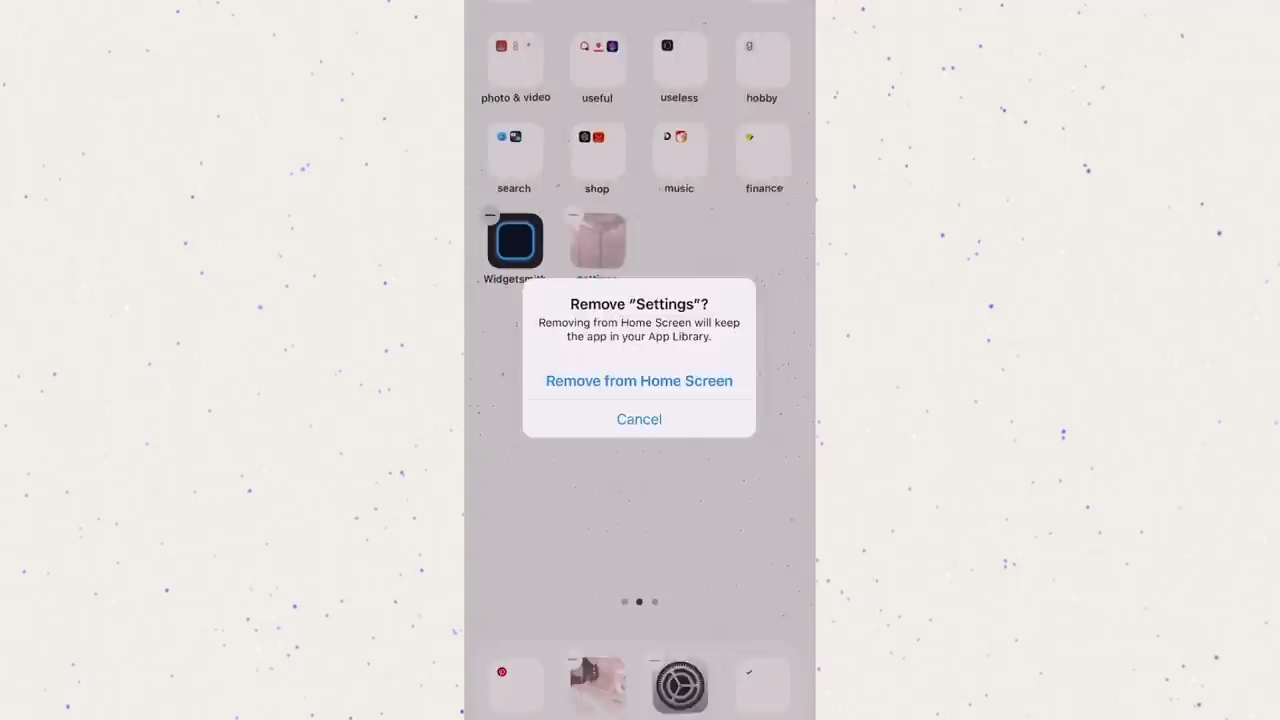 photo & video
useful
useless
hobby
search
shop
music
finance
Widgetsmith
Remove “Settings”?
Removing from Home Screen will keep
the app in your App Library.
Remove from Home Screen
Cancel